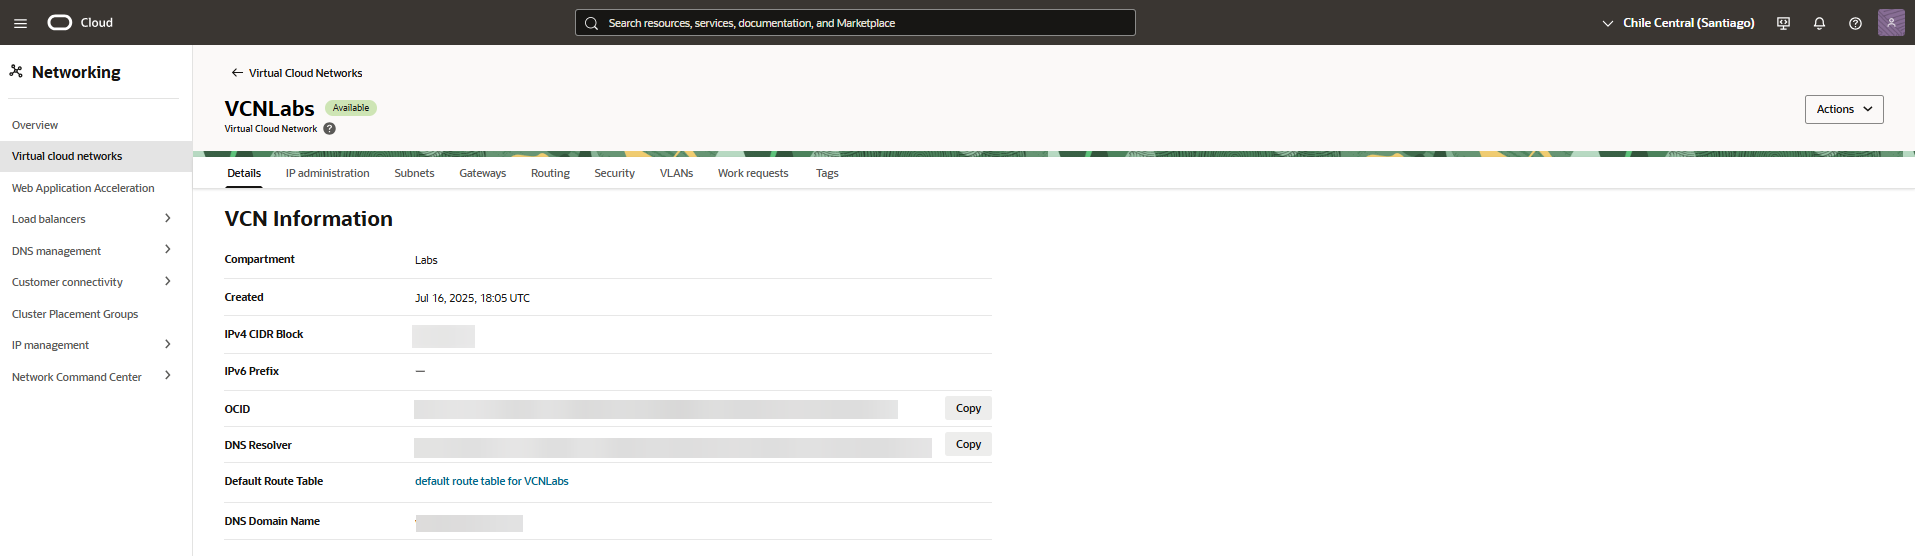 Cloud
Search resources, services, documentation, and Marketplace
Chile Central (Santiago)
Networking
Overview
Virtual cloud networks
Web Application Acceleration
Load balancers
DNS management
Customer connectivity
Cluster Placement Groups
IP management
Network Command Center
Virtual Cloud Networks
VCNLabs Available
Virtual Cloud Network ?
Actions
Details IP administration Subnets Gateways Routing Security VLANs Work requests Tags
VCN Information
Compartment Labs
Created Jul 16, 2025, 18:05 UTC
IPv4 CIDR Block
IPv6 Prefix —
OCID Copy
DNS Resolver Copy
Default Route Table default route table for VCNLabs
DNS Domain Name